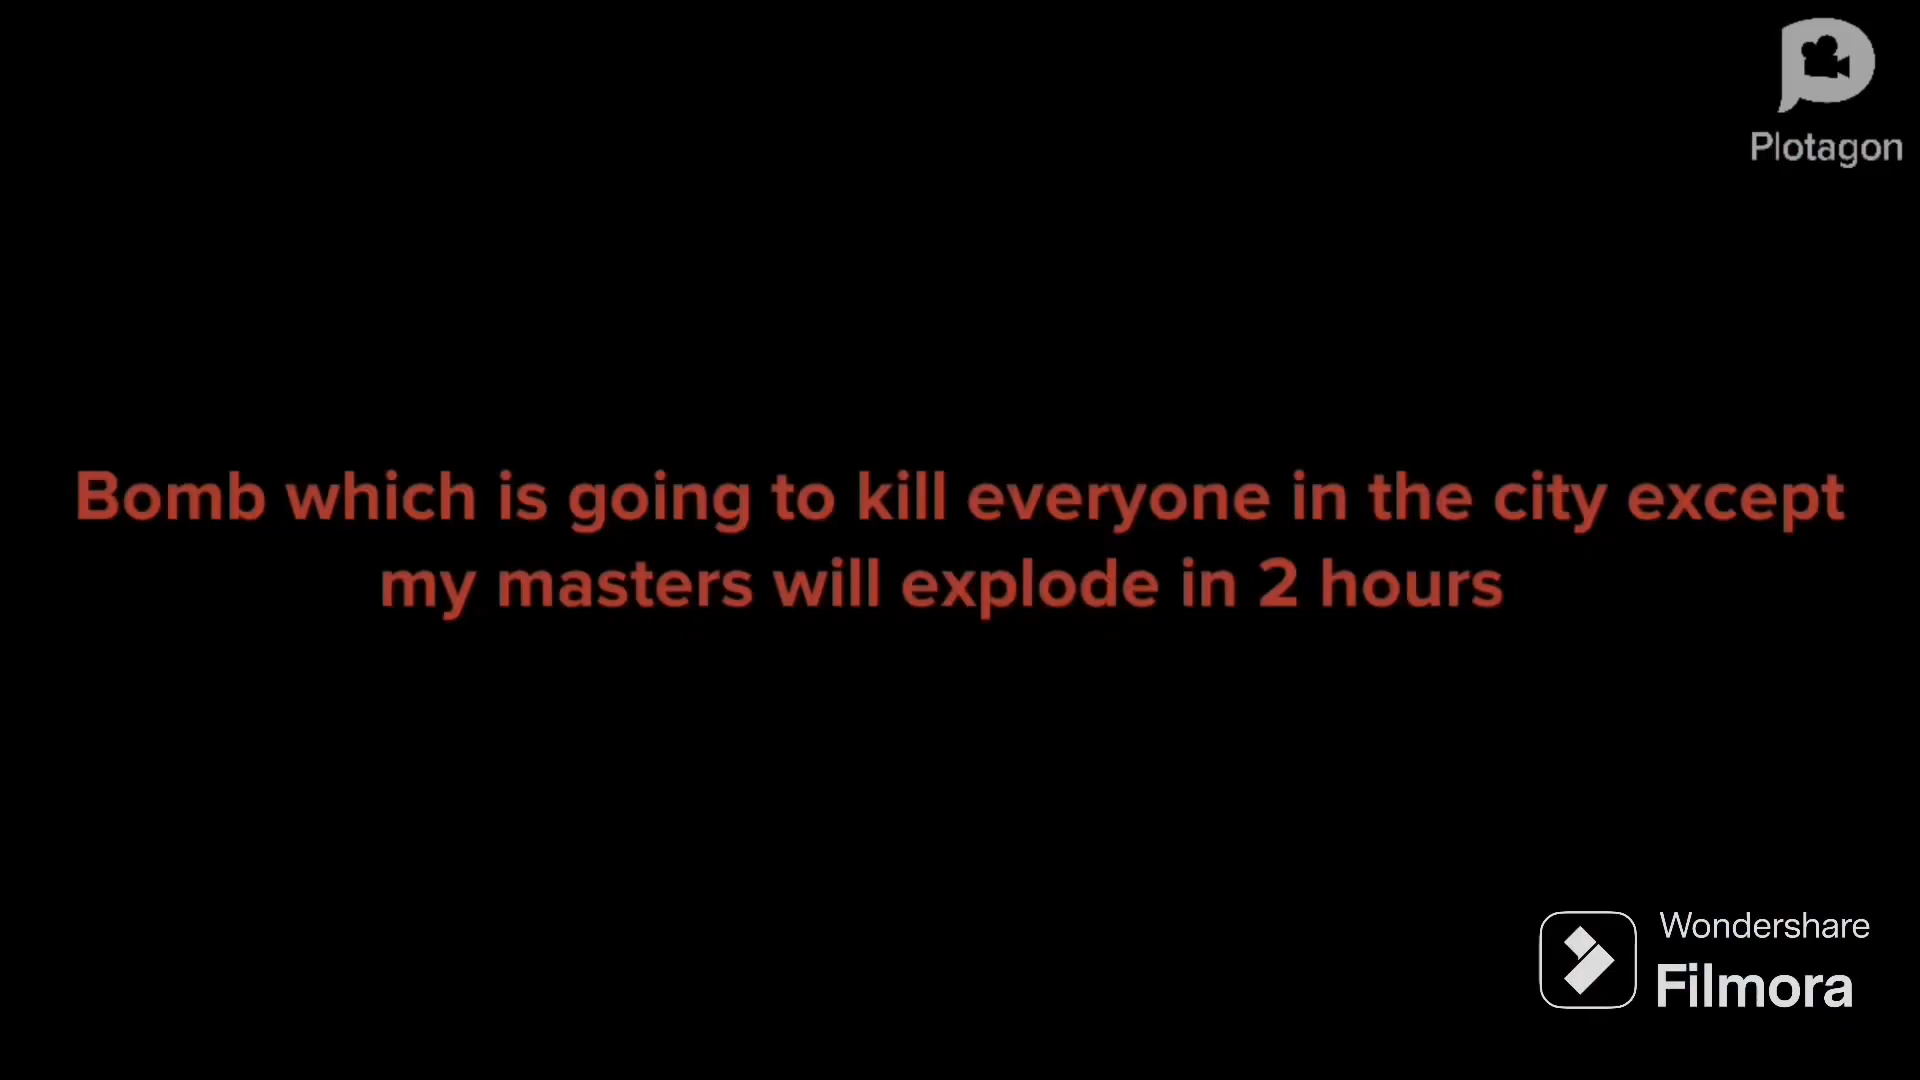 Plotagon
Bomb which is going to kill everyone in the city except
my masters will explode in 2 hours
Wondershare
Filmora